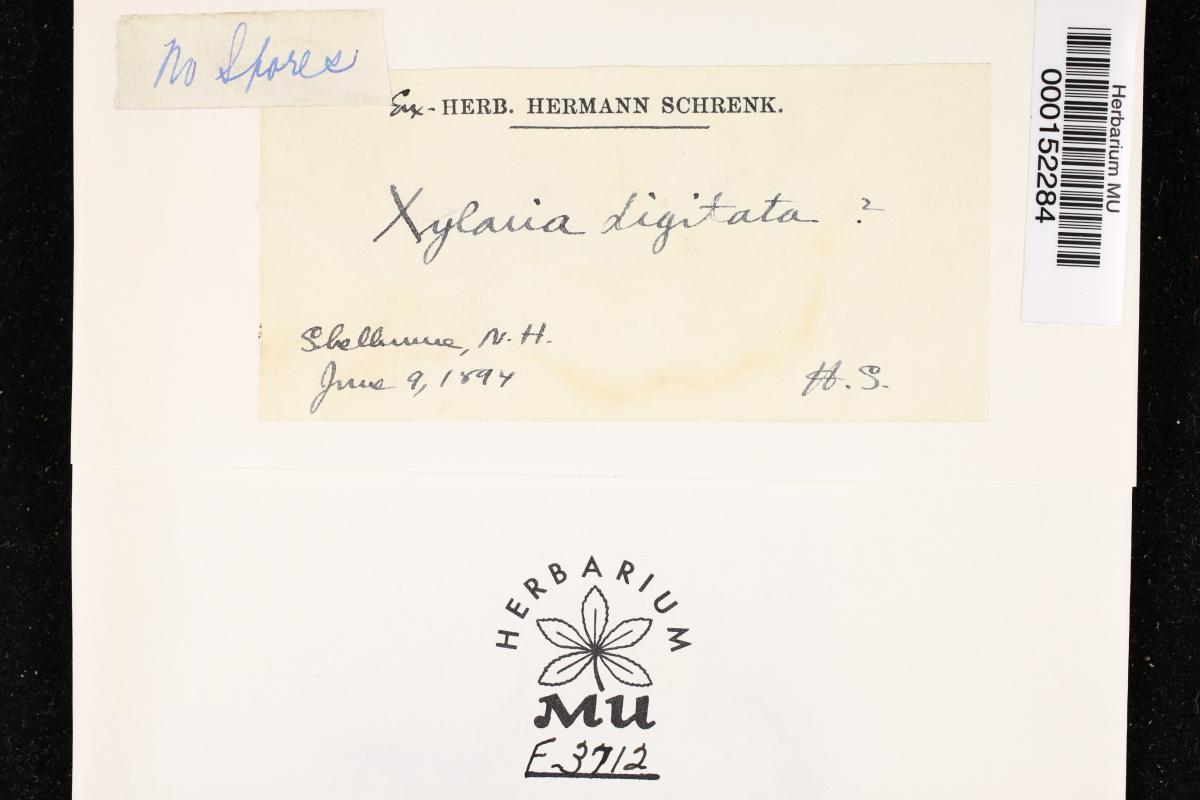 No Spores
Ex- HERB. HERMANN SCHRENK.
Xylaria digitata ?
Shelburne, N. H.
June 9, 1894
H. S.
Herbarium MU
000152284
HERBARIUM
MU
F-3712